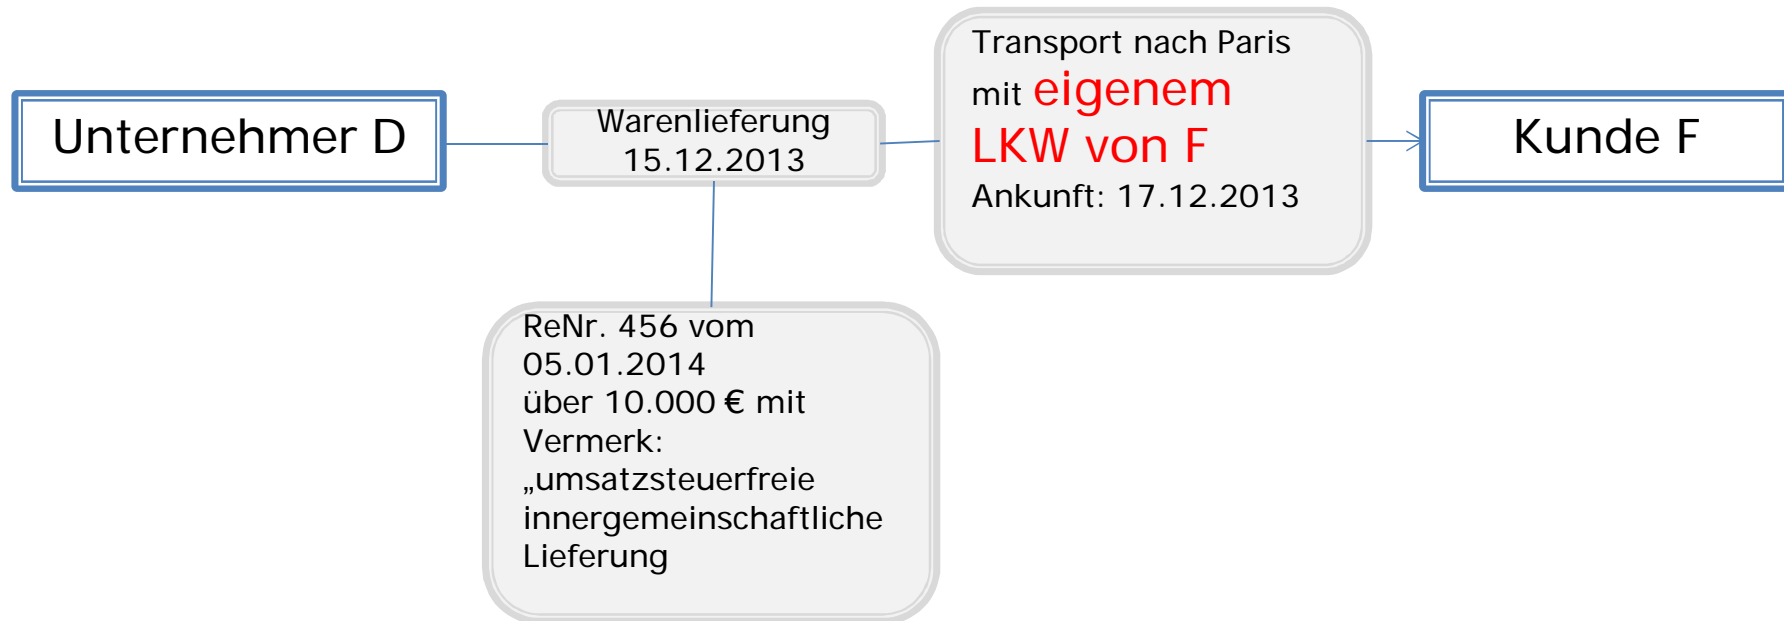 Unternehmer D
Warenlieferung
15.12.2013
Transport nach Paris
mit eigenem
LKW von F
Ankunft: 17.12.2013
Kunde F
ReNr. 456 vom
05.01.2014
über 10.000 € mit
Vermerk:
„umsatzsteuerfreie
innergemeinschaftliche
Lieferung